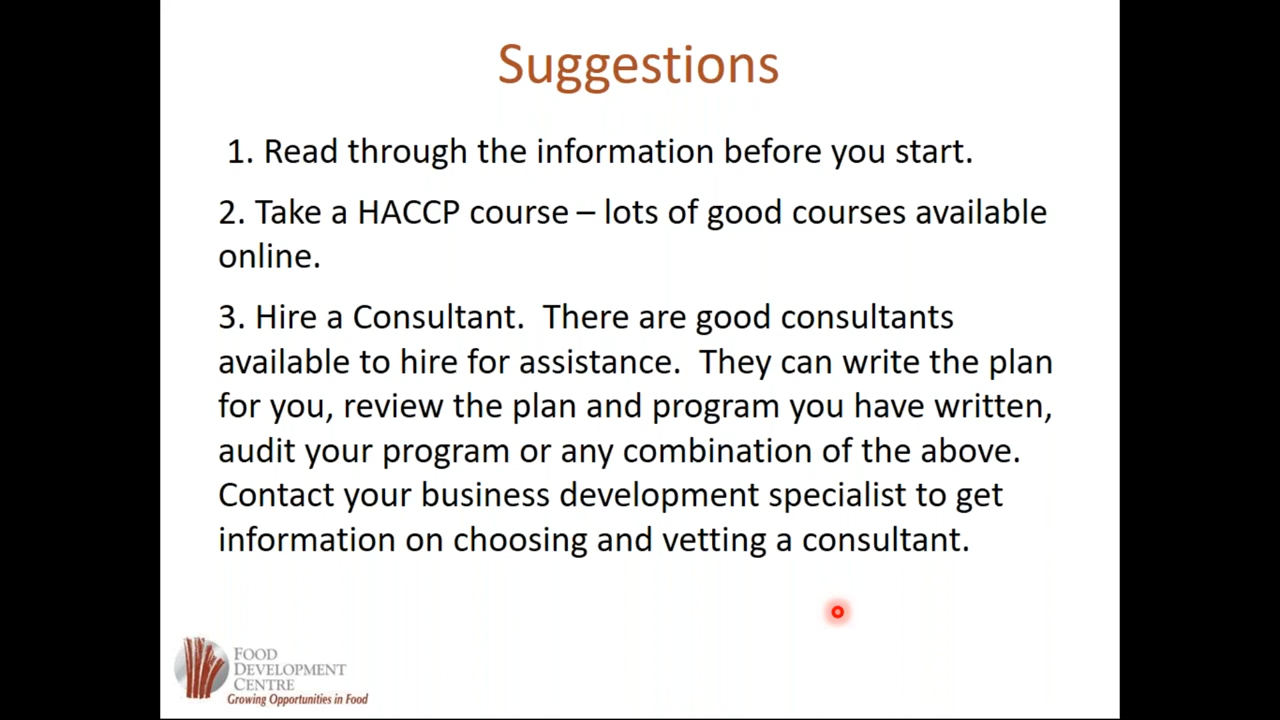 Suggestions
1. Read through the information before you start.
2. Take a HACCP course – lots of good courses available
online.
3. Hire a Consultant.  There are good consultants
available to hire for assistance.  They can write the plan
for you, review the plan and program you have written,
audit your program or any combination of the above.
Contact your business development specialist to get
information on choosing and vetting a consultant.
FOOD
DEVELOPMENT
CENTRE
Growing Opportunities in Food